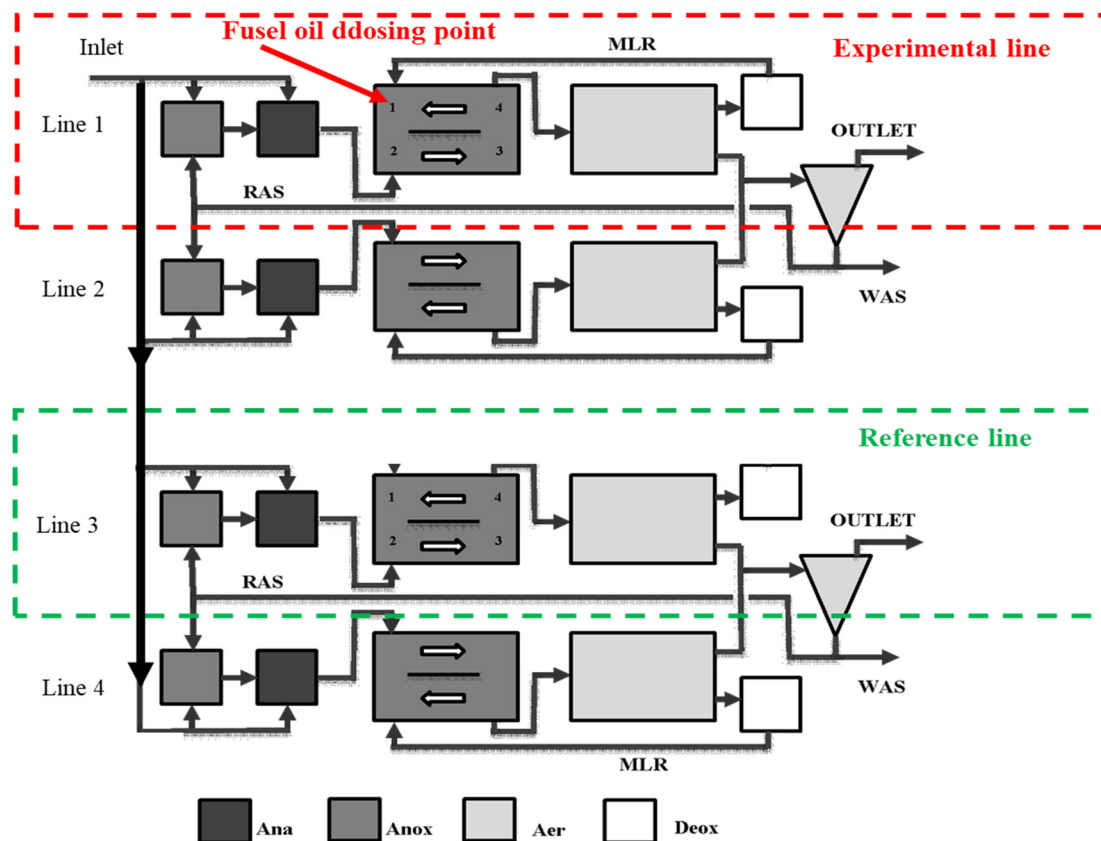 Fusel oil ddosing point
Inlet
MLR
Experimental line
Line 1
1 4
2 3
OUTLET
RAS
Line 2
WAS
Reference line
Line 3
1 4
2 3
OUTLET
RAS
Line 4
WAS
MLR
Ana
Anox
Aer
Deox